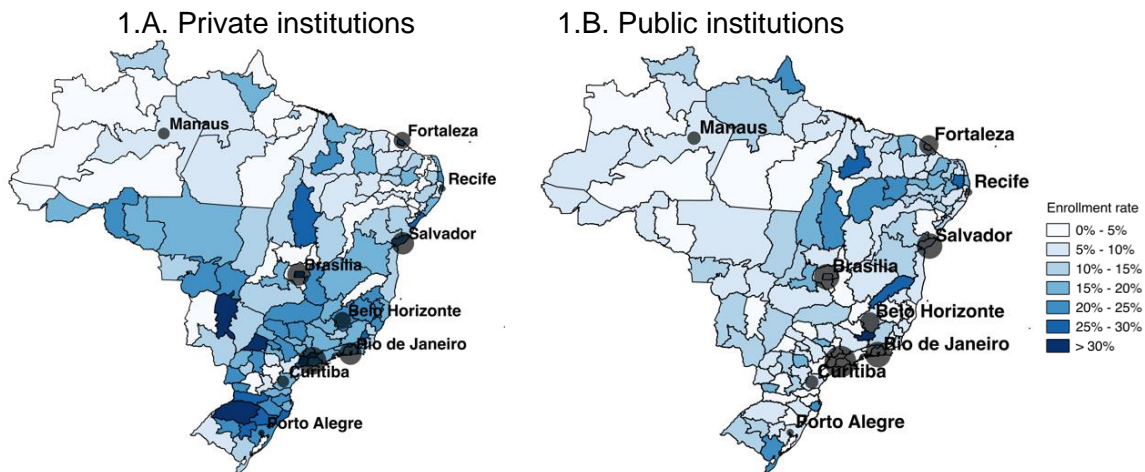 1.A. Private institutions
1.B. Public institutions
Manaus
Fortaleza
Recife
Salvador
Brasília
Belo Horizonte
Rio de Janeiro
Curitiba
Porto Alegre
Manaus
Fortaleza
Recife
Salvador
Brasília
Belo Horizonte
Rio de Janeiro
Curitiba
Porto Alegre
Enrollment rate
0% - 5%
5% - 10%
10% - 15%
15% - 20%
20% - 25%
25% - 30%
> 30%